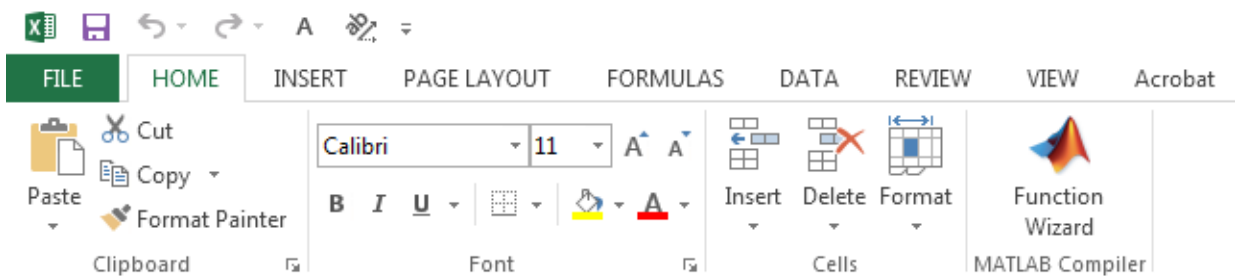 FILE HOME INSERT PAGE LAYOUT FORMULAS DATA REVIEW VIEW Acrobat
Cut
Copy
Format Painter
Paste
Clipboard
Calibri 11 A A
B I U A
Font
Insert Delete Format
Cells
Function
Wizard
MATLAB Compiler